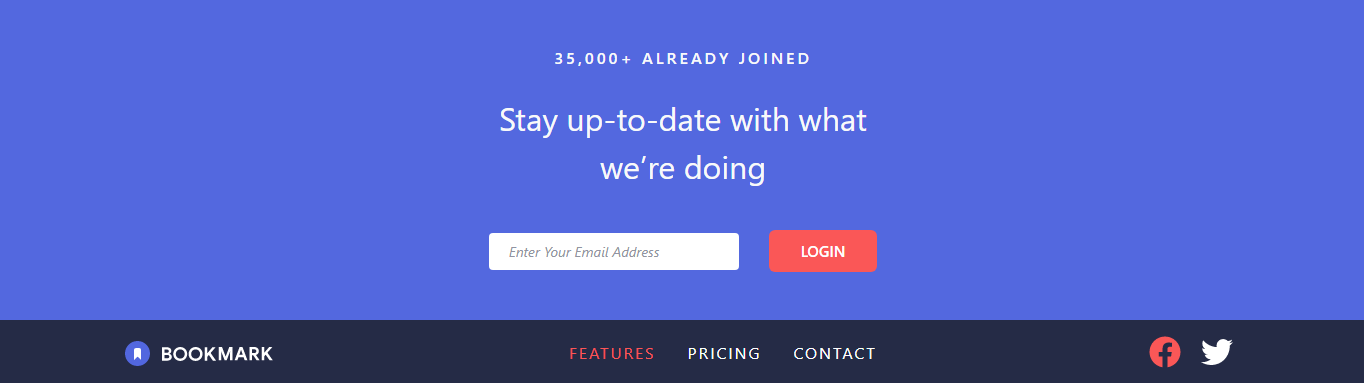 35,000+ ALREADY JOINED
Stay up-to-date with what
we’re doing
Enter Your Email Address
LOGIN
BOOKMARK
FEATURES PRICING CONTACT